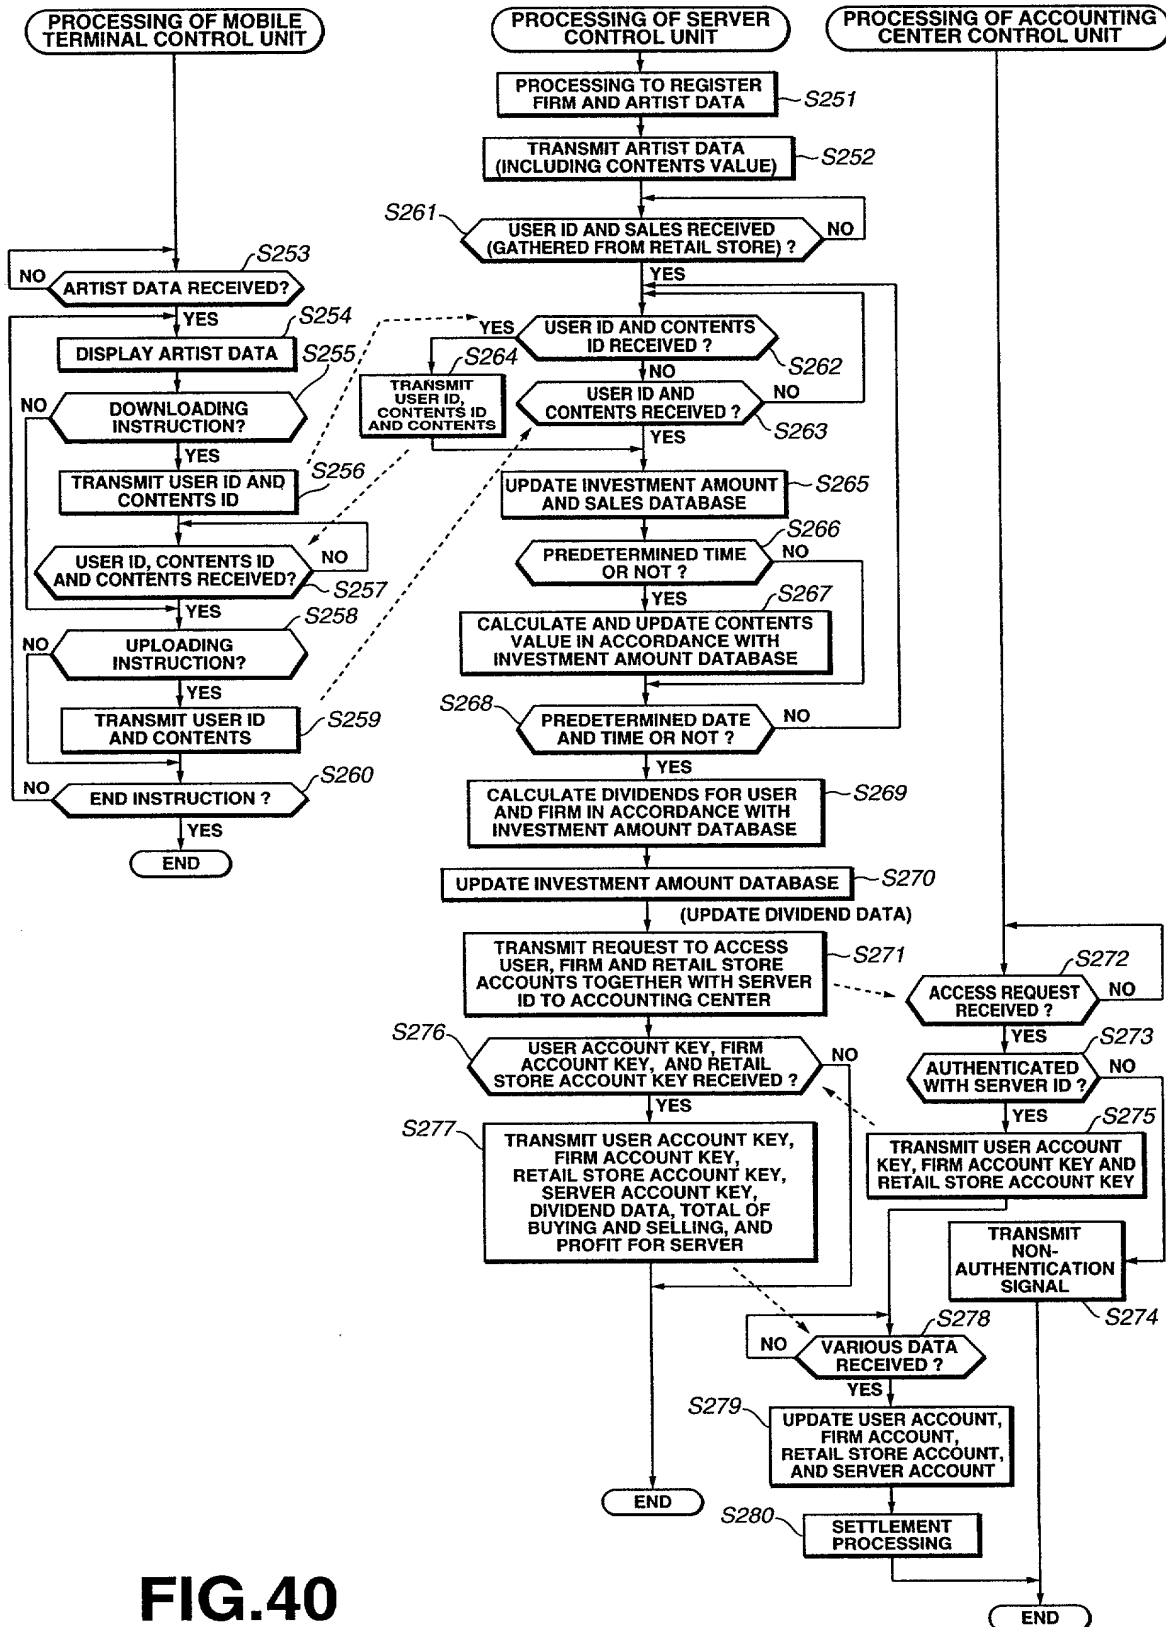 PROCESSING OF MOBILE
TERMINAL CONTROL UNIT
NO
S253
ARTIST DATA RECEIVED?
YES
S254
DISPLAY ARTIST DATA
S255
NO
DOWNLOADING
INSTRUCTION?
YES
S256
TRANSMIT USER ID AND
CONTENTS ID
USER ID, CONTENTS ID
AND CONTENTS RECEIVED?
NO
S257
YES
S258
NO
UPLOADING
INSTRUCTION?
YES
TRANSMIT USER ID
AND CONTENTS
S259
NO
S260
END INSTRUCTION ?
YES
END
PROCESSING OF SERVER
CONTROL UNIT
PROCESSING TO REGISTER
FIRM AND ARTIST DATA
S251
TRANSMIT ARTIST DATA
(INCLUDING CONTENTS VALUE)
S252
S261
USER ID AND SALES RECEIVED
(GATHERED FROM RETAIL STORE) ?
NO
YES
YES
USER ID AND CONTENTS
ID RECEIVED ?
S262
S264
NO
TRANSMIT
USER ID,
CONTENTS ID
AND CONTENTS
USER ID AND
CONTENTS RECEIVED ?
NO
S263
YES
UPDATE INVESTMENT AMOUNT
AND SALES DATABASE
S265
S266
PREDETERMINED TIME
OR NOT ?
NO
YES
S267
CALCULATE AND UPDATE CONTENTS
VALUE IN ACCORDANCE WITH
INVESTMENT AMOUNT DATABASE
S268
PREDETERMINED DATE
AND TIME OR NOT ?
NO
YES
CALCULATE DIVIDENDS FOR USER
AND FIRM IN ACCORDANCE WITH
INVESTMENT AMOUNT DATABASE
S269
UPDATE INVESTMENT AMOUNT DATABASE
S270
(UPDATE DIVIDEND DATA)
TRANSMIT REQUEST TO ACCESS
USER, FIRM AND RETAIL STORE
ACCOUNTS TOGETHER WITH SERVER
ID TO ACCOUNTING CENTER
S271
S276
USER ACCOUNT KEY, FIRM
ACCOUNT KEY, AND RETAIL
STORE ACCOUNT KEY RECEIVED ?
NO
YES
S277
TRANSMIT USER ACCOUNT KEY,
FIRM ACCOUNT KEY,
RETAIL STORE ACCOUNT KEY,
SERVER ACCOUNT KEY,
DIVIDEND DATA, TOTAL OF
BUYING AND SELLING, AND
PROFIT FOR SERVER
END
PROCESSING OF ACCOUNTING
CENTER CONTROL UNIT
S272
ACCESS REQUEST
RECEIVED ?
NO
YES
S273
AUTHENTICATED
WITH SERVER ID ?
NO
YES
S275
TRANSMIT USER ACCOUNT
KEY, FIRM ACCOUNT KEY AND
RETAIL STORE ACCOUNT KEY
TRANSMIT
NON-
AUTHENTICATION
SIGNAL
S274
S278
NO
VARIOUS DATA
RECEIVED ?
YES
S279
UPDATE USER ACCOUNT,
FIRM ACCOUNT,
RETAIL STORE ACCOUNT,
AND SERVER ACCOUNT
S280
SETTLEMENT
PROCESSING
END
FIG.40